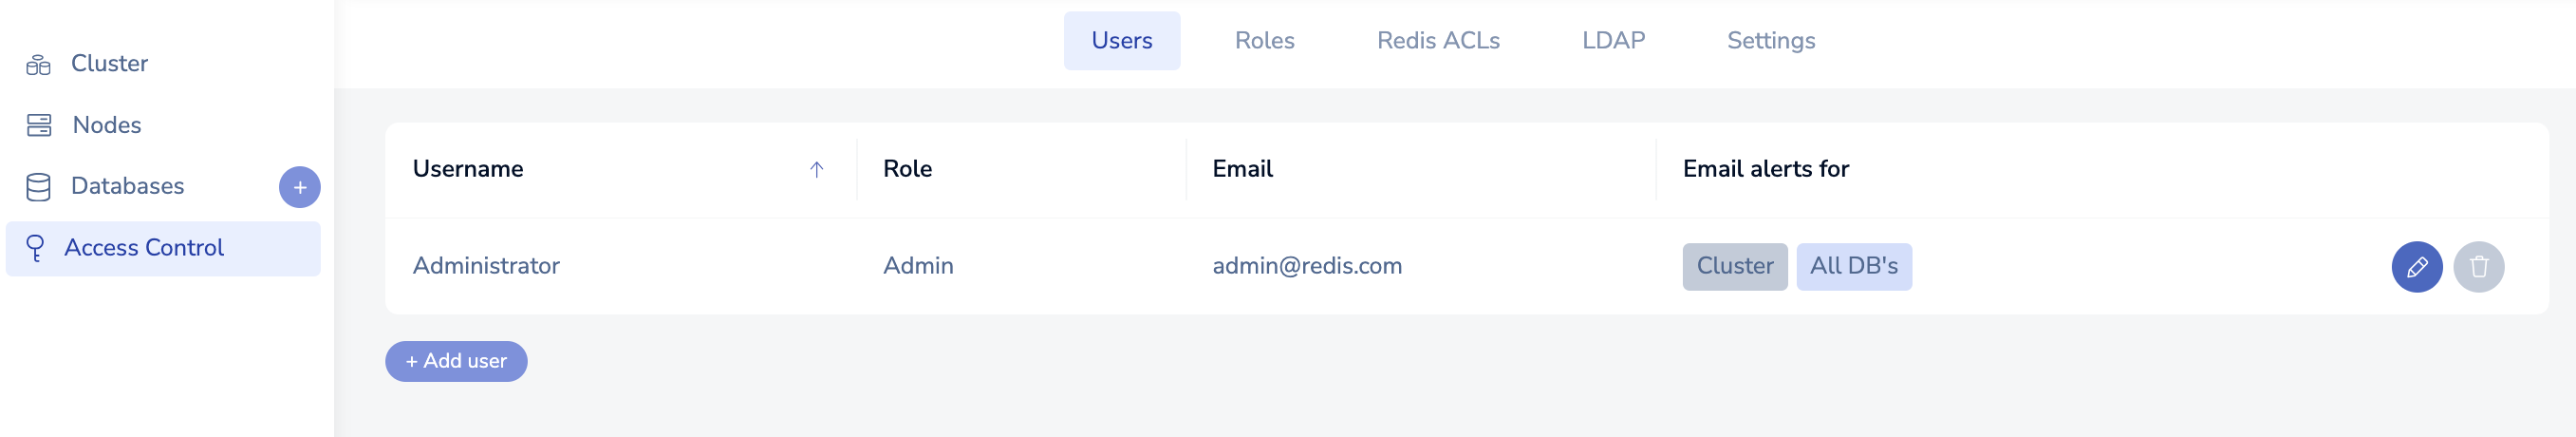 Cluster
Nodes
Databases
+
Access Control
Users Roles Redis ACLs LDAP Settings
Username Role Email Email alerts for
Administrator Admin admin@redis.com Cluster All DB's
+ Add user